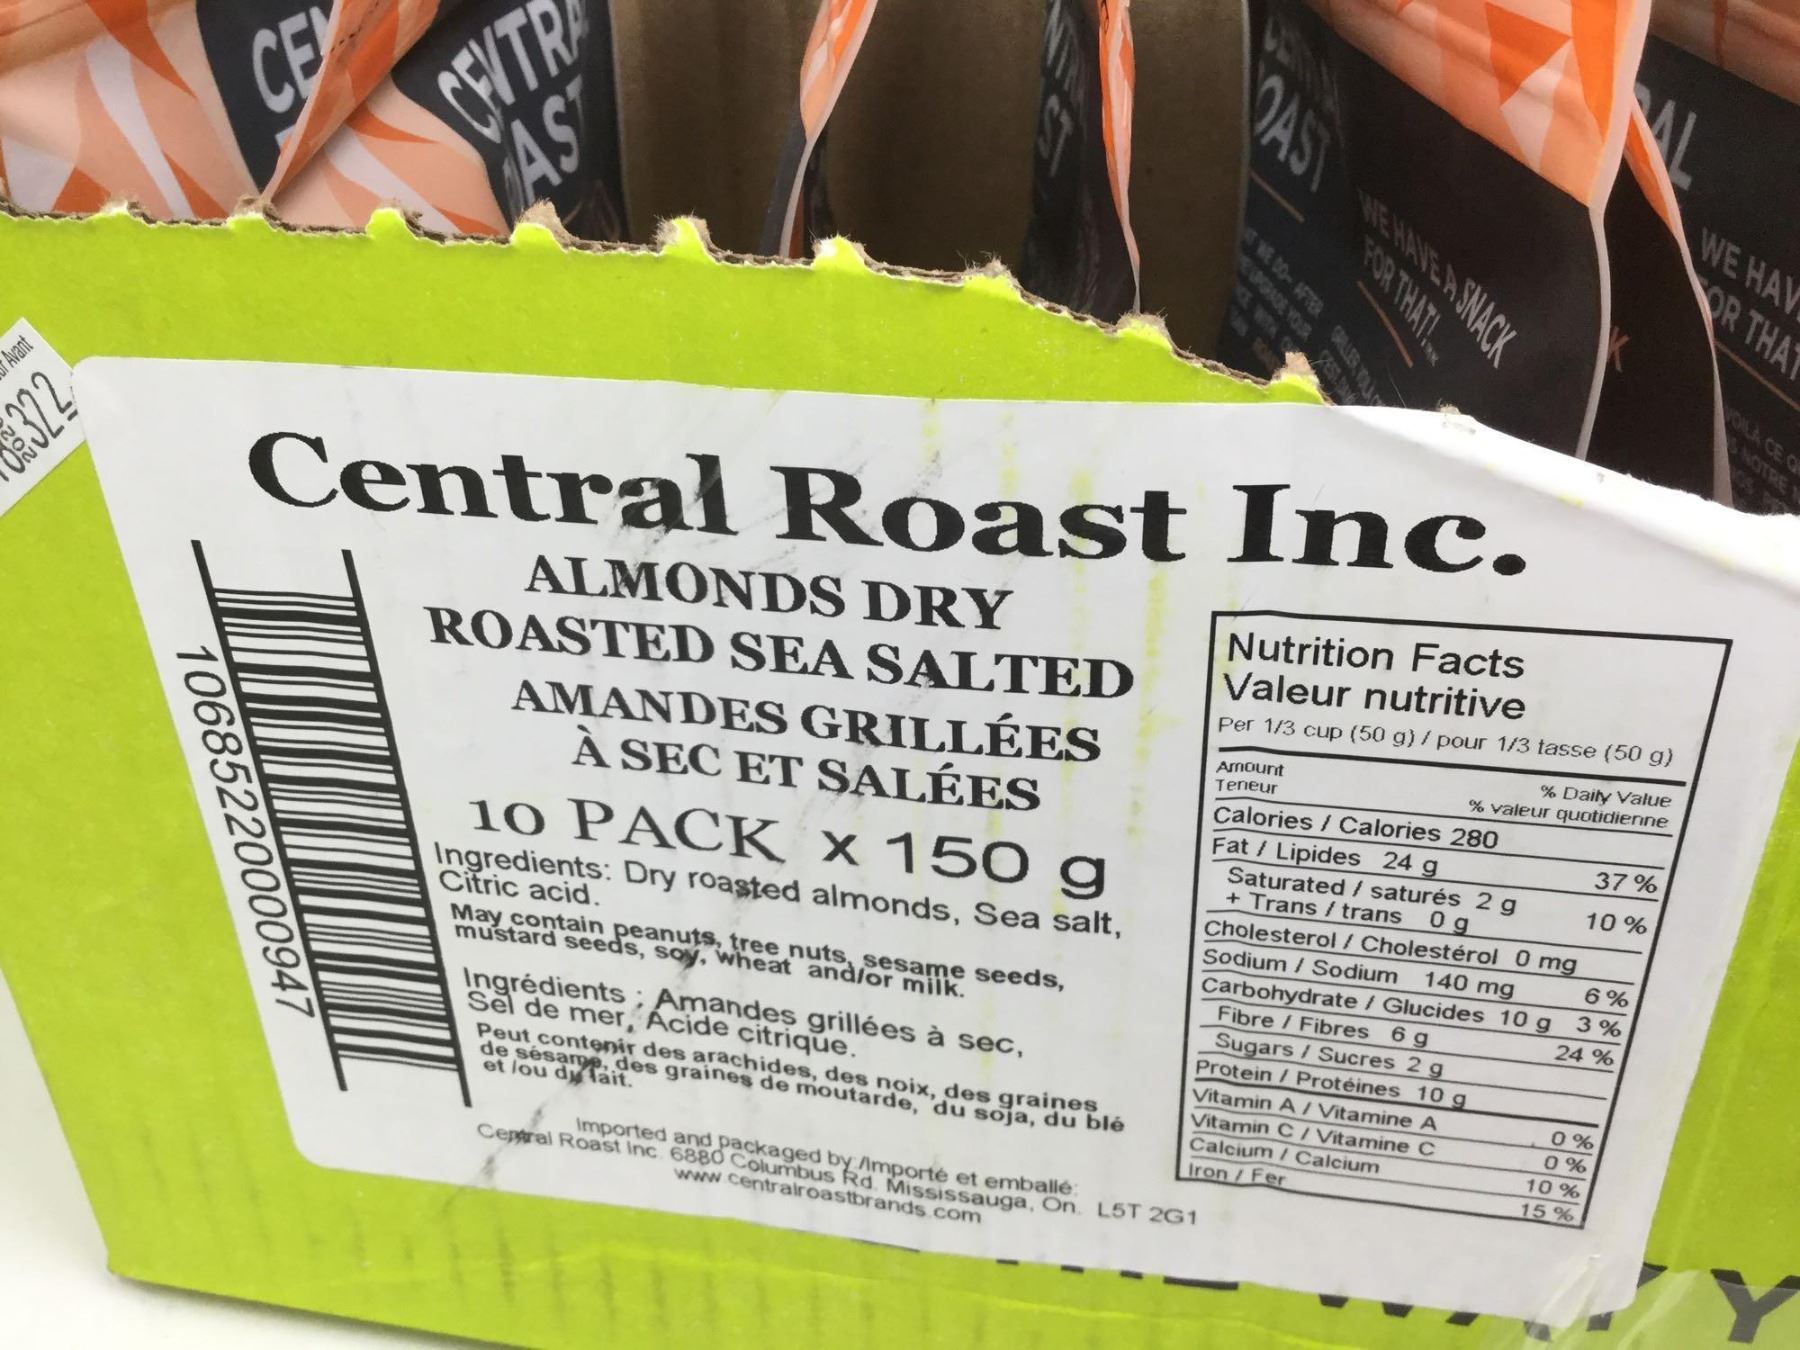 CENTRA
WE HAVE A SNACK
FOR THAT!
WE HAV
Avant
Central Roast Inc.
ALMONDS DRY
ROASTED SEA SALTED
AMANDES GRILLÉES
À SEC ET SALÉES
10 PACK x 150 g
Ingredients: Dry roasted almonds, Sea salt,
Citric acid.
May contain peanuts, tree nuts, sesame seeds,
mustard seeds, soy, wheat and/or milk.
Ingrédients : Amandes grillées à sec,
Sel de mer, Acide citrique.
Peut contenir des arachides, des noix, des graines
de sésame, des graines de moutarde, du soja, du blé
et /ou du lait.
Imported and packaged by:/Importé et emballé:
Central Roast Inc. 6880 Columbus Rd. Mississauga, On. L5T 2G1
www.centralroastbrands.com
10685220000947
Nutrition Facts
Valeur nutritive
Per 1/3 cup (50 g) / pour 1/3 tasse (50 g)
Amount % Daily Value
Teneur % valeur quotidienne
Calories / Calories 280
Fat / Lipides 24 g 37 %
Saturated / saturés 2 g 10 %
+ Trans / trans 0 g
Cholesterol / Cholestérol 0 mg
Sodium / Sodium 140 mg 6 %
Carbohydrate / Glucides 10 g 3 %
Fibre / Fibres 6 g 24 %
Sugars / Sucres 2 g
Protein / Protéines 10 g
Vitamin A / Vitamine A 0 %
Vitamin C / Vitamine C 0 %
Calcium / Calcium 10 %
Iron / Fer 15 %